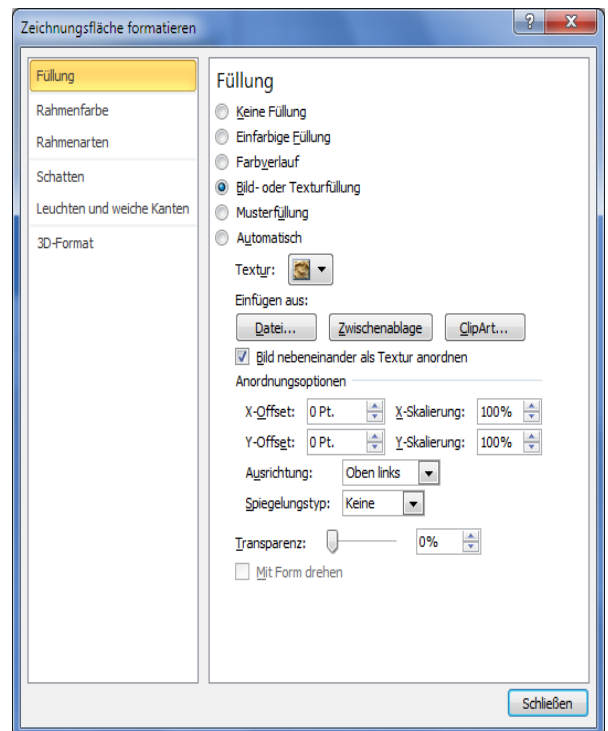 Zeichnungsfläche formatieren
Füllung
Rahmenfarbe
Rahmenarten
Schatten
Leuchten und weiche Kanten
3D-Format
Füllung
Keine Füllung
Einfarbige Füllung
Farbverlauf
Bild- oder Texturfüllung
Musterfüllung
Automatisch
Textur:
Einfügen aus:
Datei... Zwischenablage ClipArt...
Bild nebeneinander als Textur anordnen
Anordnungsoptionen
X-Offset: 0 Pt. X-Skalierung: 100%
Y-Offset: 0 Pt. Y-Skalierung: 100%
Ausrichtung: Oben links
Spiegelungstyp: Keine
Transparenz: 0%
Mit Form drehen
Schließen